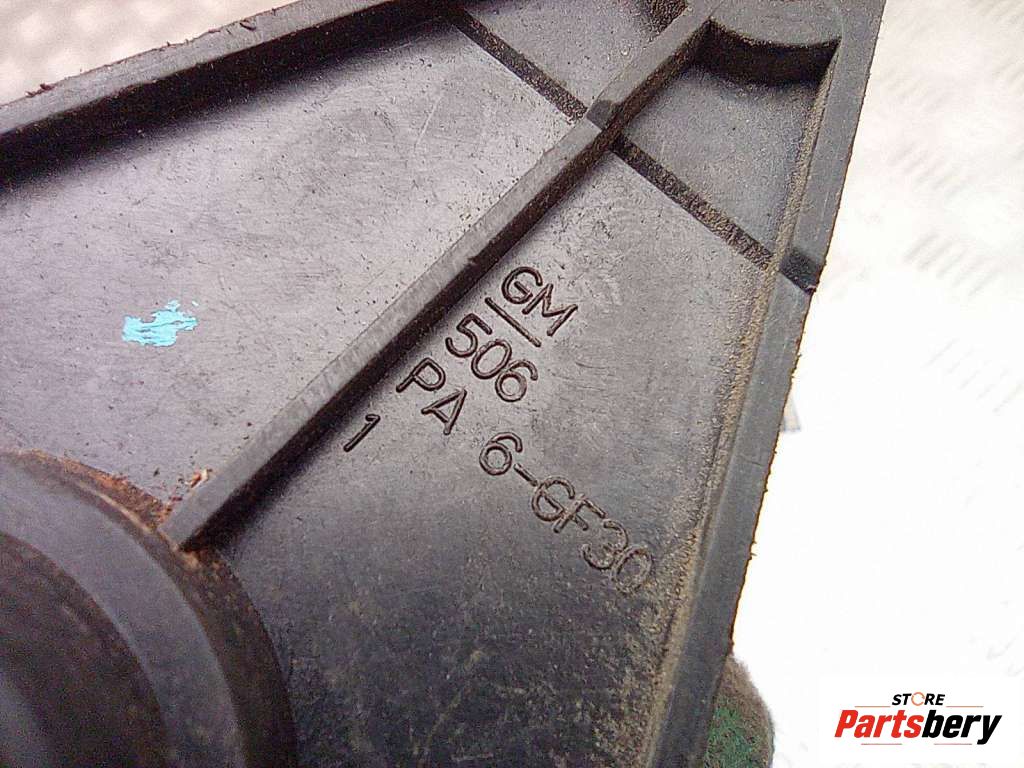 GM
506
PA 6-GF30
1
STORE
Partsbery